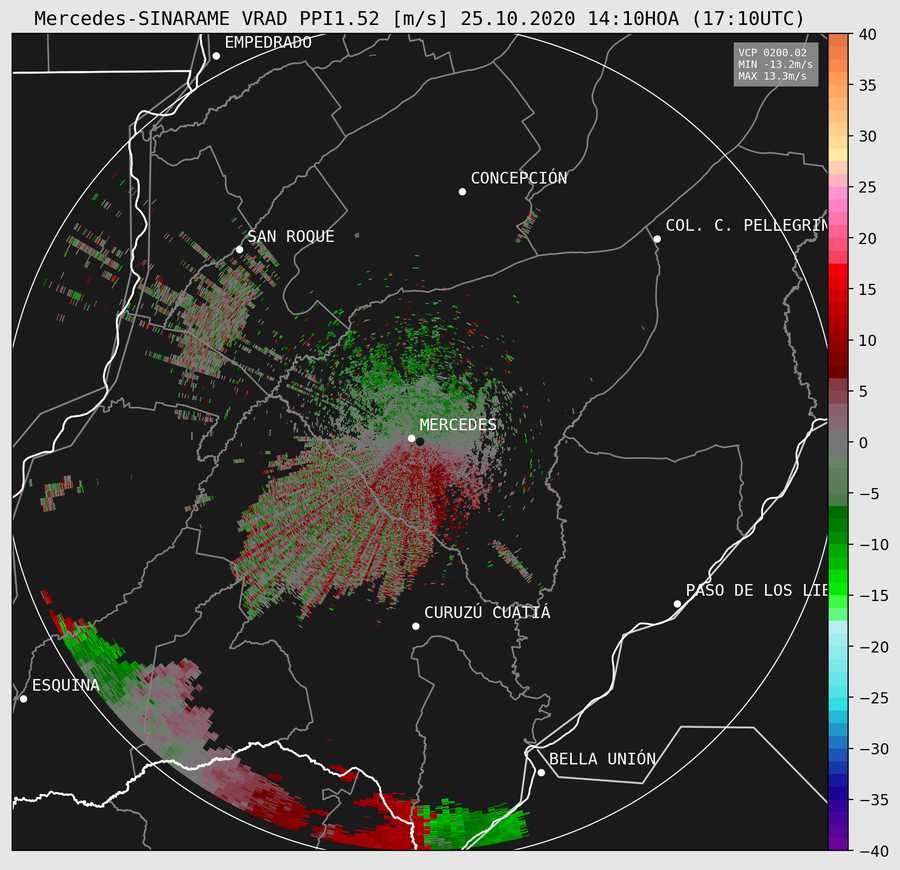 Mercedes-SINARAME VRAD PPI1.52 [m/s] 25.10.2020 14:10HOA (17:10UTC)
EMPEDRADO
VCP 0200.02
MIN -13.2m/s
MAX 13.3m/s
CONCEPCIÓN
SAN ROQUE
COL. C. PELLEGRIN
MERCEDES
PASO DE LOS LIE
CURUZÚ CUATIÁ
ESQUINA
BELLA UNIÓN
40
35
30
25
20
15
10
5
0
−5
−10
−15
−20
−25
−30
−35
−40